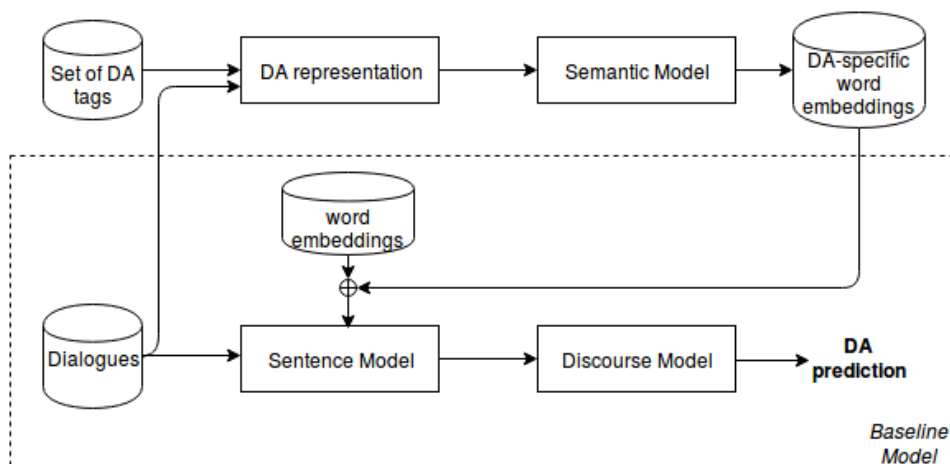 Set of DA
tags
DA representation
Semantic Model
DA-specific
word
embeddings
word
embeddings
Dialogues
Sentence Model
Discourse Model
DA
prediction
Baseline
Model